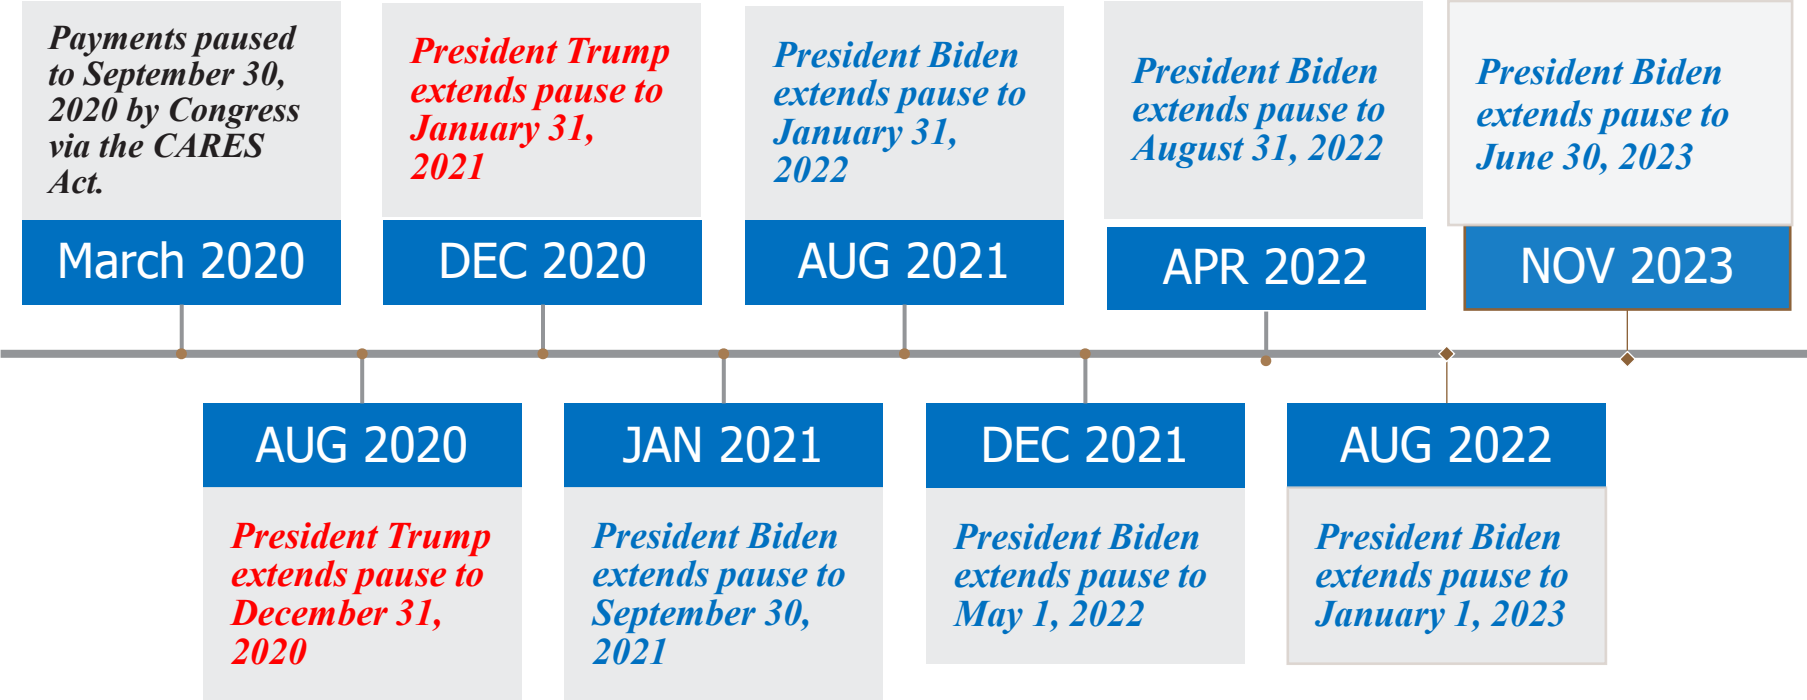 Payments paused
to September 30,
2020 by Congress
via the CARES
Act.
March 2020
AUG 2020
President Trump
extends pause to
December 31,
2020
President Trump
extends pause to
January 31,
2021
DEC 2020
JAN 2021
President Biden
extends pause to
September 30,
2021
President Biden
extends pause to
January 31,
2022
AUG 2021
DEC 2021
President Biden
extends pause to
May 1, 2022
President Biden
extends pause to
August 31, 2022
APR 2022
AUG 2022
President Biden
extends pause to
January 1, 2023
President Biden
extends pause to
June 30, 2023
NOV 2023